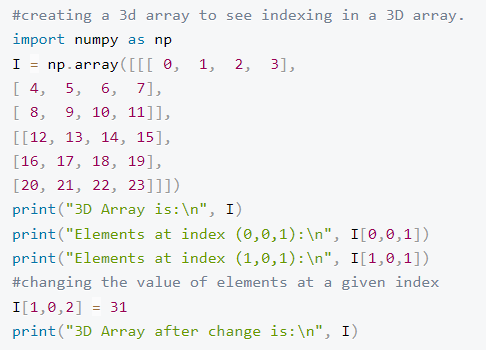 #creating a 3d array to see indexing in a 3D array.
import numpy as np
I = np.array([[[ 0,  1,  2,  3],
[ 4,  5,  6,  7],
[ 8,  9, 10, 11]],
[[12, 13, 14, 15],
[16, 17, 18, 19],
[20, 21, 22, 23]]])
print("3D Array is:\n", I)
print("Elements at index (0,0,1):\n", I[0,0,1])
print("Elements at index (1,0,1):\n", I[1,0,1])
#changing the value of elements at a given index
I[1,0,2] = 31
print("3D Array after change is:\n", I)